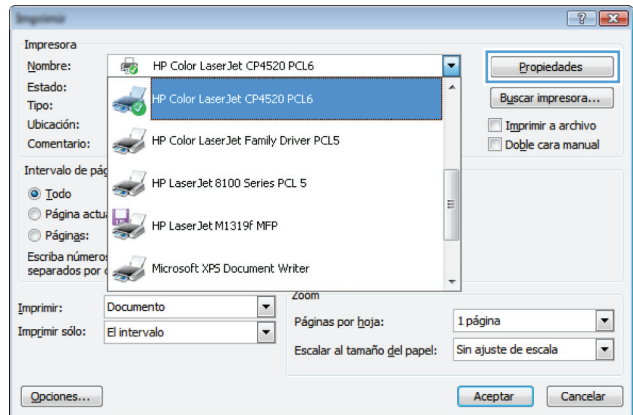 Imprimir
Impresora
Nombre: HP Color LaserJet CP4520 PCL6 Propiedades
Estado:
HP Color LaserJet CP4520 PCL6 Buscar impresora...
Tipo:
Ubicación: Imprimir a archivo
Comentario: HP Color LaserJet Family Driver PCL5 Doble cara manual
Intervalo de pág
HP LaserJet 8100 Series PCL 5
Todo
Página actua
HP LaserJet M1319f MFP
Páginas:
Escriba números
separados por c
Microsoft XPS Document Writer
Zoom
Imprimir: Documento
Páginas por hoja: 1 página
Imprimir sólo: El intervalo
Escalar al tamaño del papel: Sin ajuste de escala
Opciones... Aceptar Cancelar